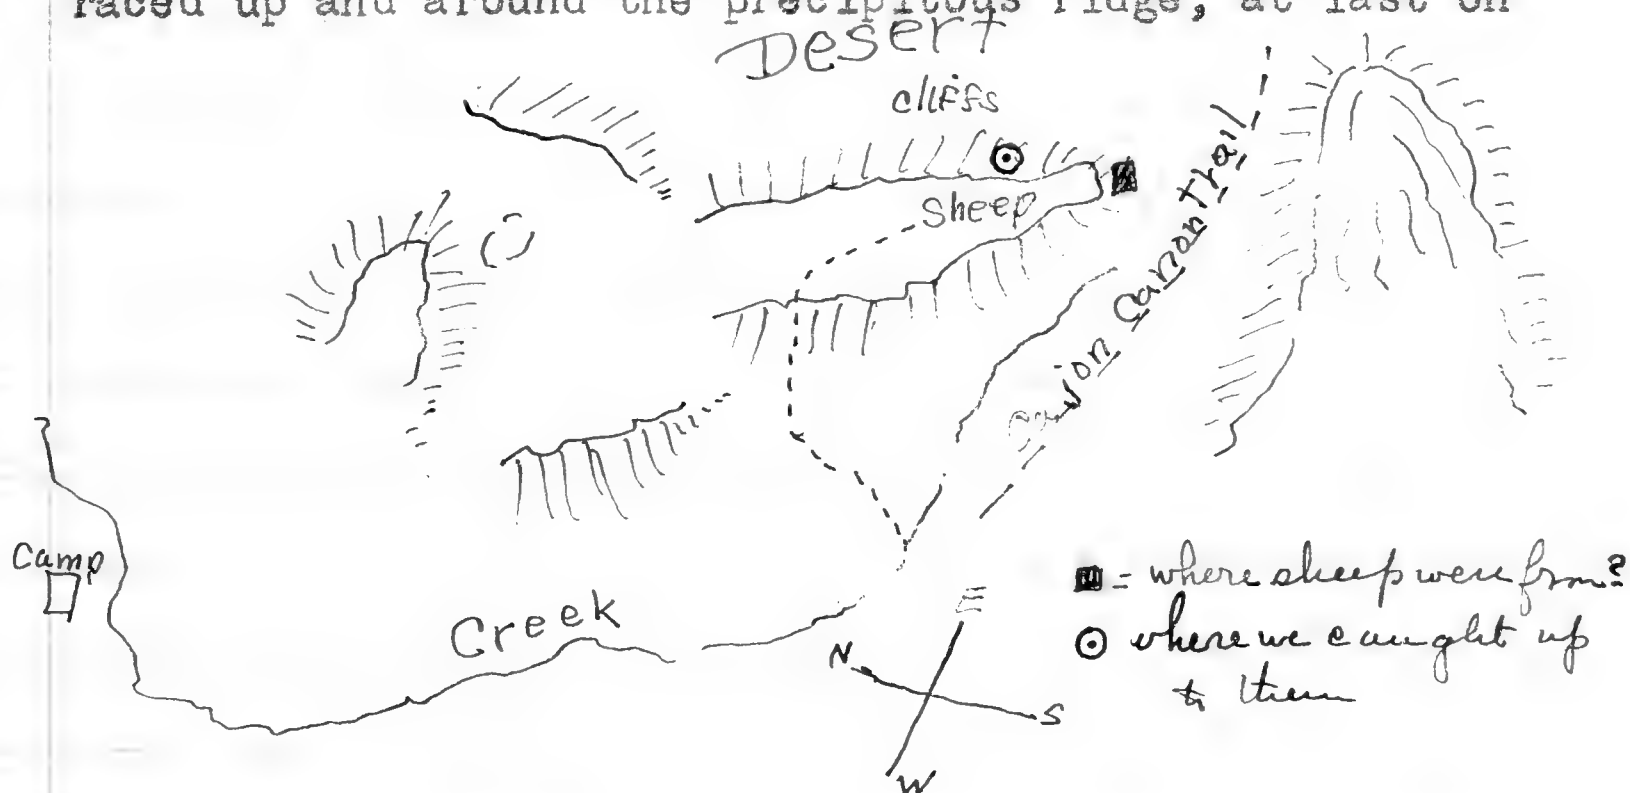 raced up and around the precipitous ridge, at last on
Desert
cliffs
Sheep
Canon Trail
Camp
Creek
E
N
S
W
= where sheep were from?
where we caught up
to them